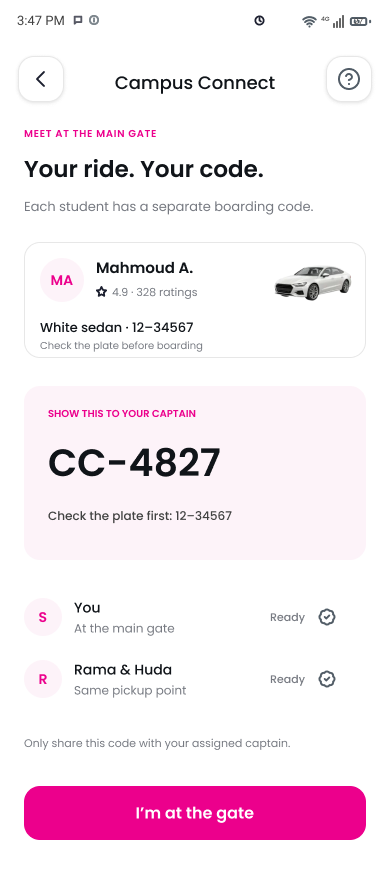 3:47 PM
4G
Campus Connect
MEET AT THE MAIN GATE
Your ride. Your code.
Each student has a separate boarding code.
MA
Mahmoud A.
4.9 · 328 ratings
White sedan · 12–34567
Check the plate before boarding
SHOW THIS TO YOUR CAPTAIN
CC–4827
Check the plate first: 12–34567
S
You
At the main gate
Ready
R
Rama & Huda
Same pickup point
Ready
Only share this code with your assigned captain.
I’m at the gate